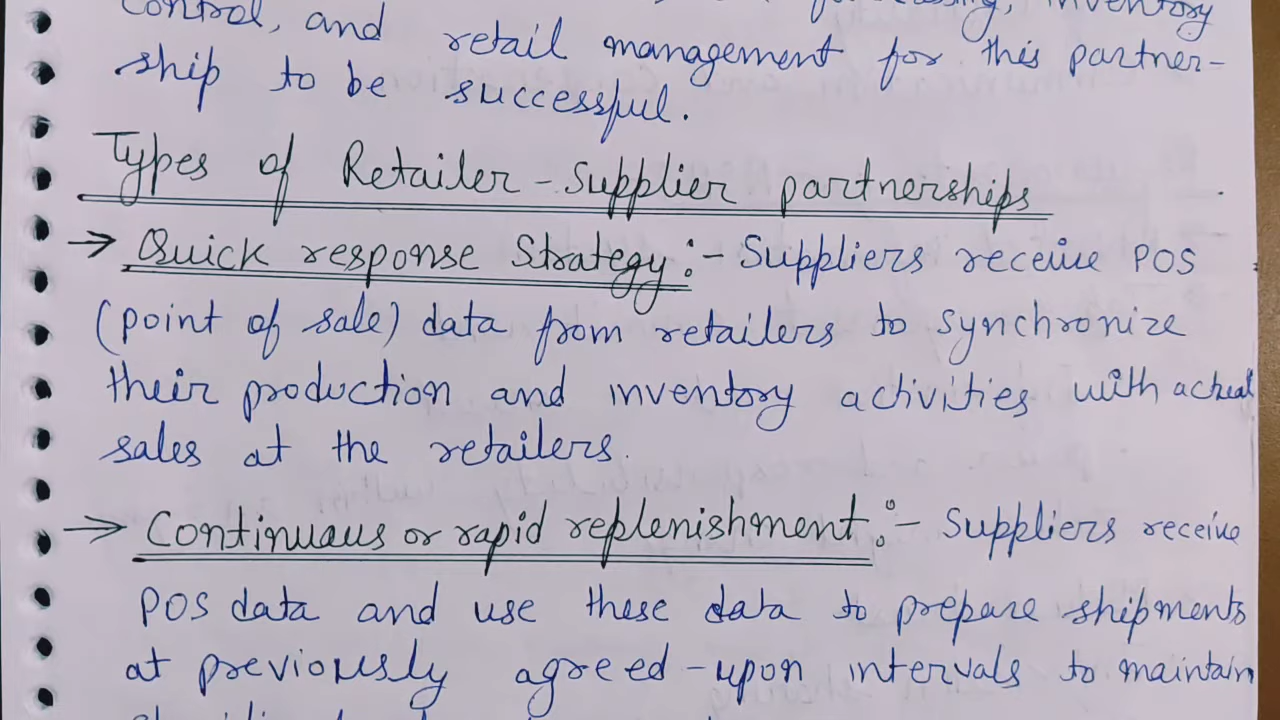 control, and retail management for this partner-
ship to be successful.
Types of Retailer - Supplier partnerships
→ Quick response Strategy :- Suppliers receive POS
(point of sale) data from retailers to synchronize
their production and inventory activities with actual
sales at the retailers.
→ Continuous or rapid replenishment :- Suppliers receive
POS data and use these data to prepare shipments
at previously agreed-upon intervals to maintain